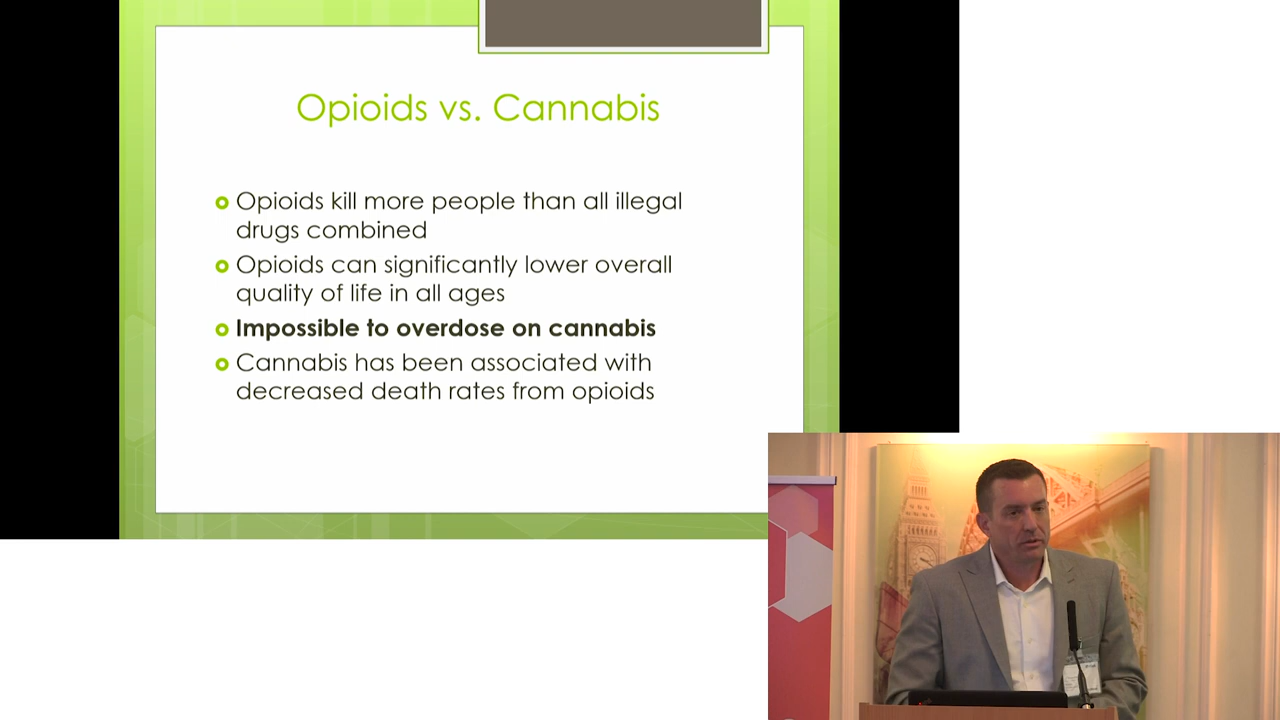 Opioids vs. Cannabis
Opioids kill more people than all illegal
drugs combined
Opioids can significantly lower overall
quality of life in all ages
Impossible to overdose on cannabis
Cannabis has been associated with
decreased death rates from opioids